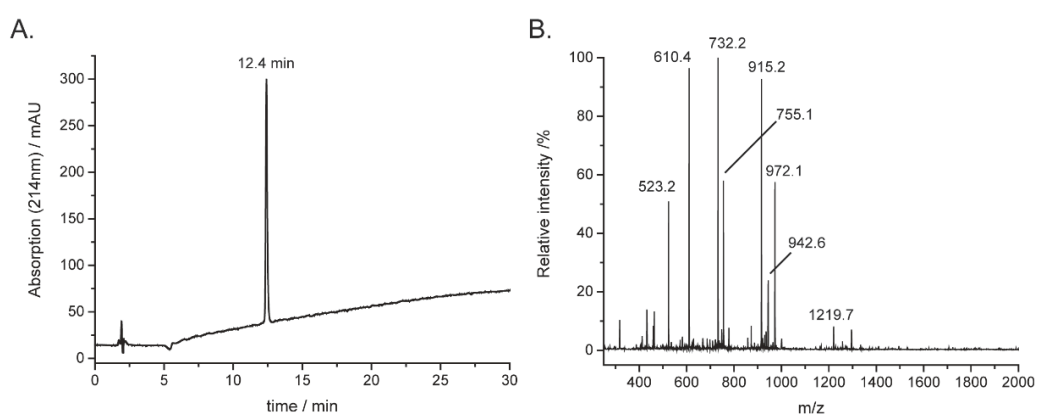 A.
12.4 min
300
250
200
150
100
50
0
Absorption (214nm) / mAU
0 5 10 15 20 25 30
time / min
B.
100
80
60
40
20
0
Relative intensity /%
610.4
732.2
915.2
755.1
972.1
523.2
942.6
1219.7
400 600 800 1000 1200 1400 1600 1800 2000
m/z